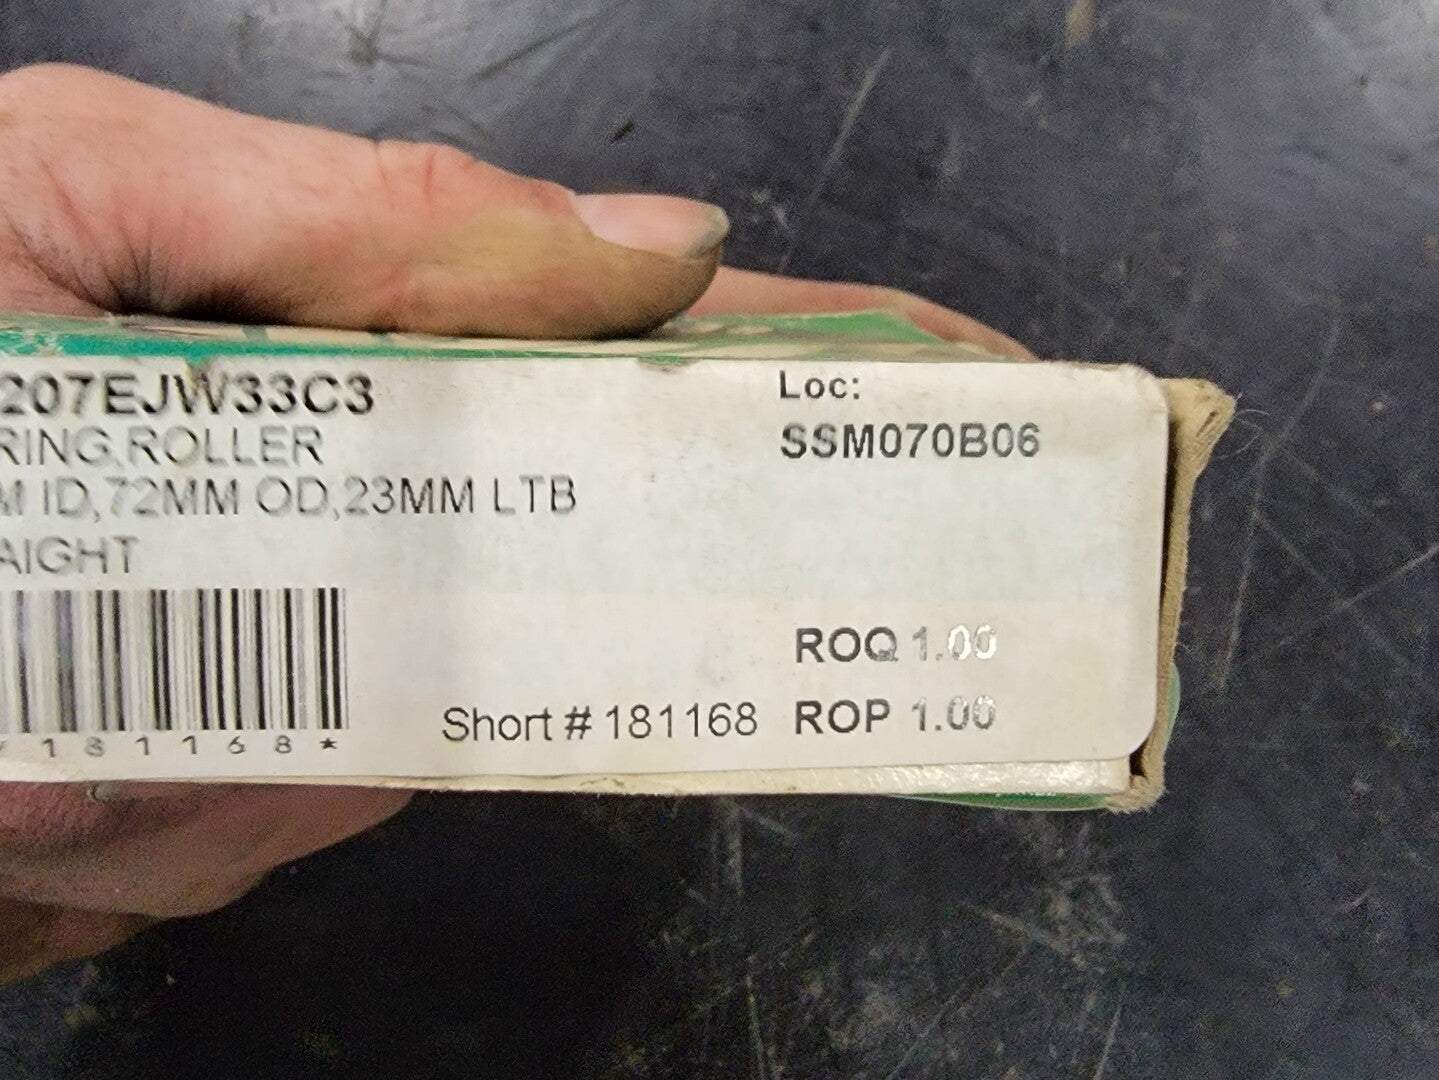 207EJW33C3
RING,ROLLER
M ID,72MM OD,23MM LTB
AIGHT
*181168*
Loc:
SSM070B06
ROQ 1.00
Short # 181168 ROP 1.00